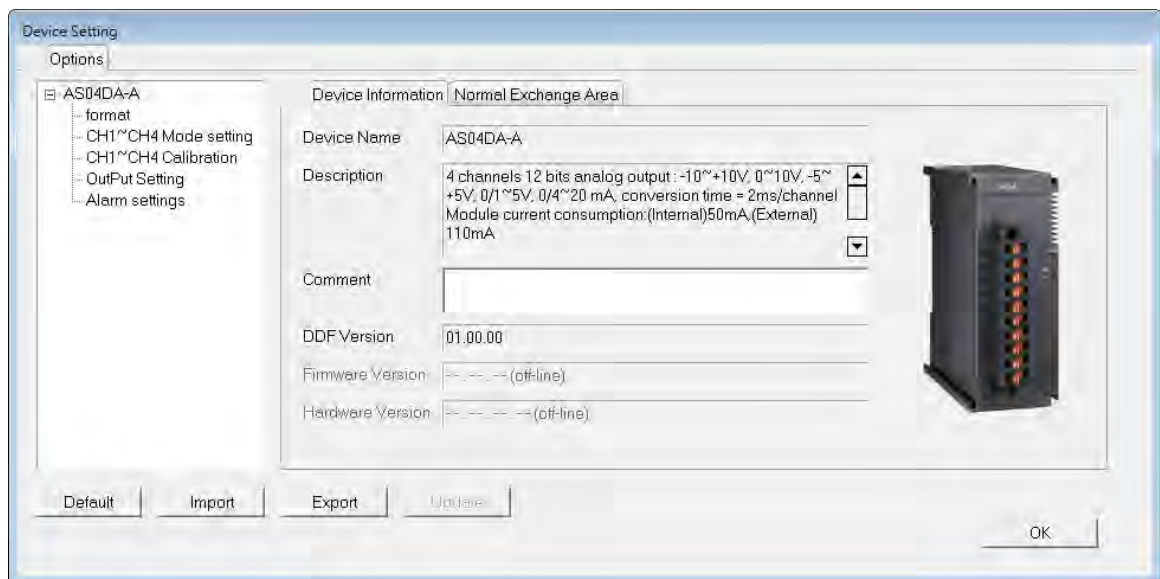 Device Setting
Options
AS04DA-A
format
CH1~CH4 Mode setting
CH1~CH4 Calibration
OutPut Setting
Alarm settings
Device Information
Normal Exchange Area
Device Name
AS04DA-A
Description
4 channels 12 bits analog output : -10~+10V, 0~10V, -5~
+5V, 0/1~5V, 0/4~20 mA, conversion time = 2ms/channel
Module current consumption:(Internal)50mA,(External)
110mA
Comment
DDF Version
01.00.00
Firmware Version
--.--.-- (off-line)
Hardware Version
--.--.--.-- (off-line)
Default
Import
Export
Update
OK